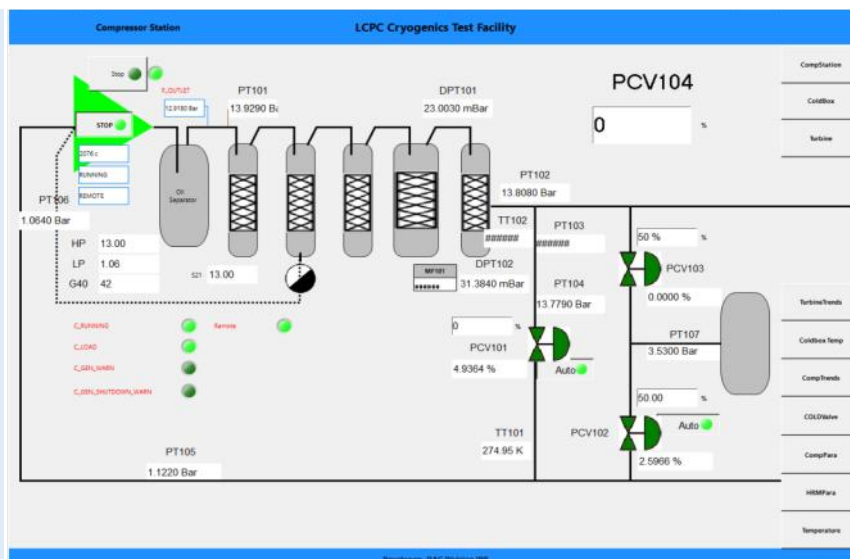 Compressor Station
LCPC Cryogenics Test Facility
Stop
P_OUTLET
12.9180 Bar
PT101
13.9290 Ba
DPT101
23.0030 mBar
PCV104
0 %
CompStation
ColdBox
Turbine
STOP
2076 c
RUNNING
REMOTE
Oil
Separator
PT106
1.0640 Bar
HP 13.00
LP 1.06
G40 42
S21 13.00
PT102
13.8080 Bar
TT102
######
PT103
######
MF101
######
DPT102
31.3840 mBar
PT104
13.7790 Bar
50 % %
PCV103
0.0000 %
PT107
3.5300 Bar
0 %
PCV101
4.9364 %
Auto
50.00 %
PCV102
Auto
2.5966 %
C_RUNNING
Remote
C_LOAD
C_GEN_WARN
C_GEN_SHUTDOWN_WARN
TT101
274.95 K
PT105
1.1220 Bar
TurbineTrends
Coldbox Temp
CompTrends
COLDValve
CompPara
HRMPara
Temperature